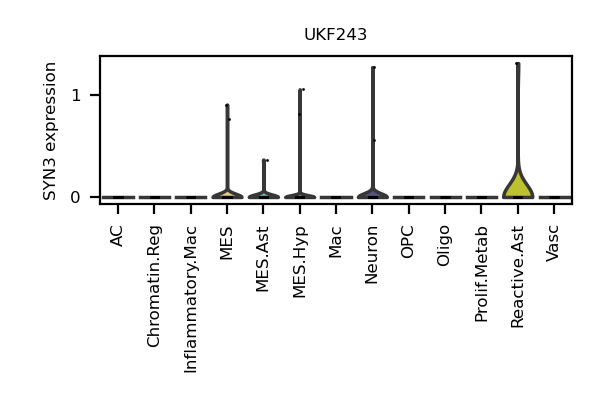 UKF243
SYN3 expression
1
0
AC
Chromatin.Reg
Inflammatory.Mac
MES
MES.Ast
MES.Hyp
Mac
Neuron
OPC
Oligo
Prolif.Metab
Reactive.Ast
Vasc